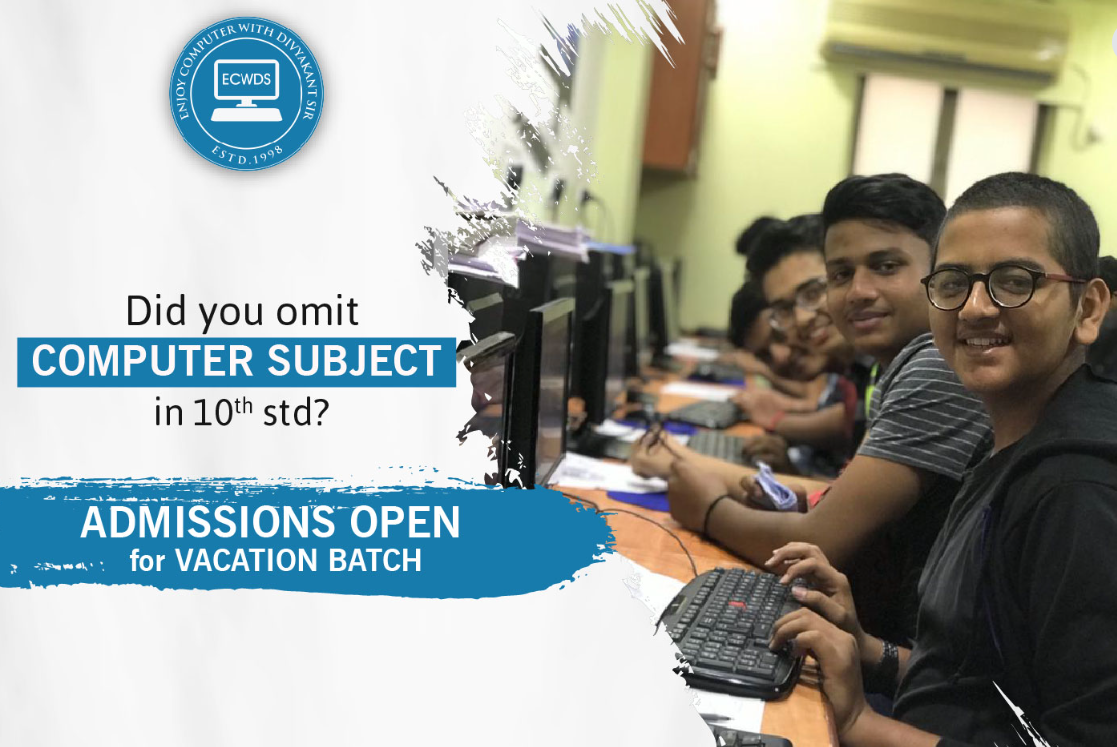 ENJOY COMPUTER WITH DIVYAKANT SIR
ECWDS
ESTD.1998
Did you omit
COMPUTER SUBJECT
in 10th std?
ADMISSIONS OPEN
for VACATION BATCH